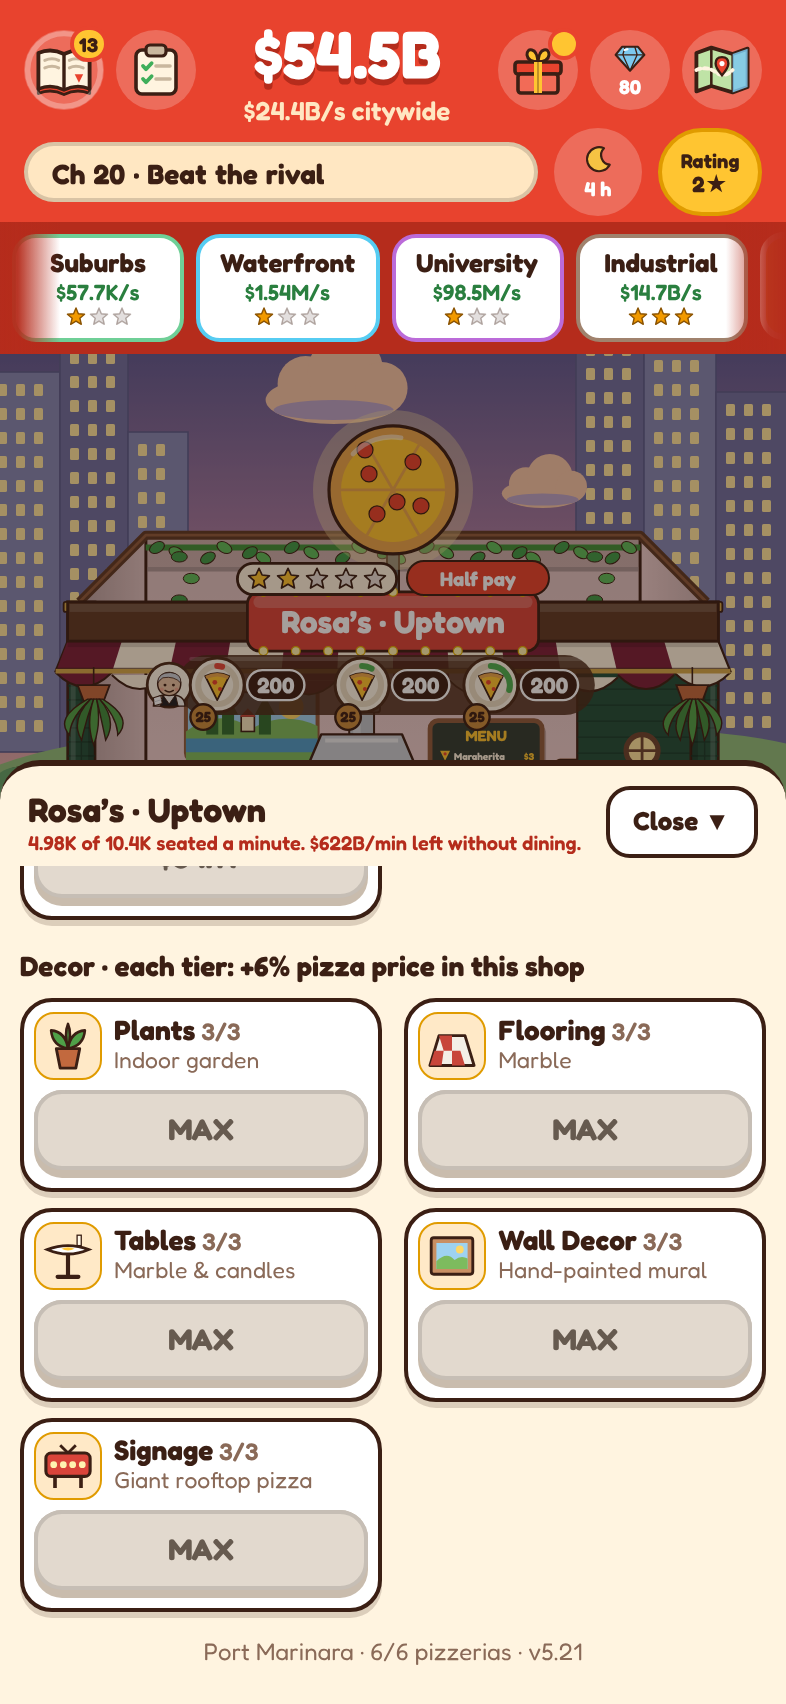 13
$54.5B
80
$24.4B/s citywide
Ch 20 · Beat the rival
4 h
Rating
2★
Suburbs
$57.7K/s
Waterfront
$1.54M/s
University
$98.5M/s
Industrial
$14.7B/s
Half pay
Rosa's · Uptown
200
200
200
25
25
25
MENU
Margherita $3
Rosa's · Uptown
4.98K of 10.4K seated a minute. $622B/min left without dining.
Close ▼
Decor · each tier: +6% pizza price in this shop
Plants 3/3
Indoor garden
MAX
Flooring 3/3
Marble
MAX
Tables 3/3
Marble & candles
MAX
Wall Decor 3/3
Hand-painted mural
MAX
Signage 3/3
Giant rooftop pizza
MAX
Port Marinara · 6/6 pizzerias · v5.21